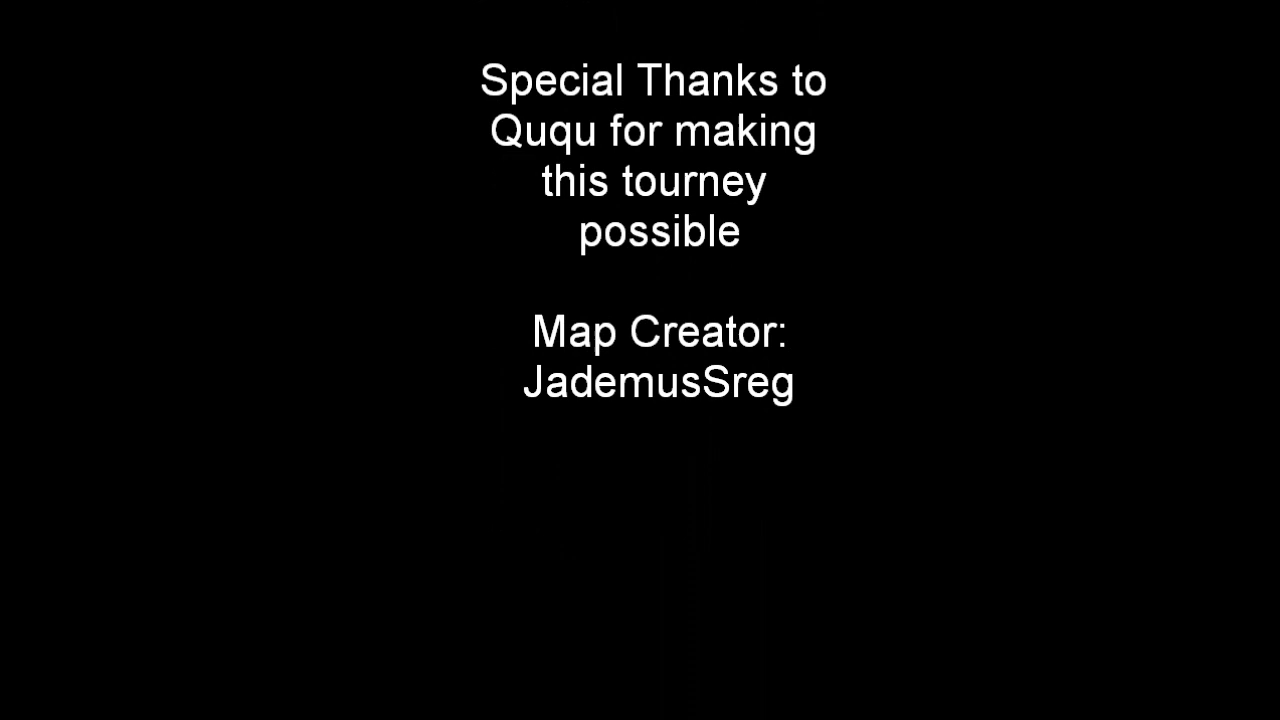 Special Thanks to
Ququ for making
this tourney
possible
Map Creator:
JademusSreg